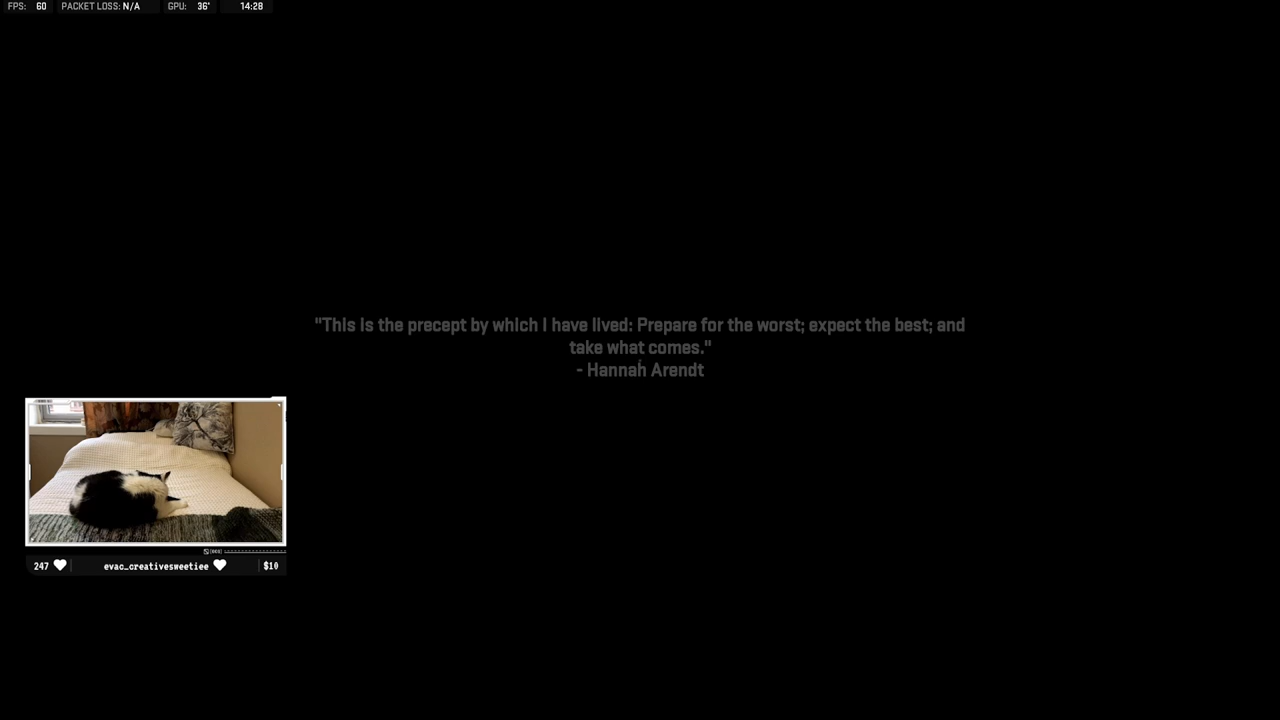 FPS: 60 PACKET LOSS: N/A GPU: 36° 14:28
"This is the precept by which I have lived: Prepare for the worst; expect the best; and
take what comes."
- Hannah Arendt
247 evac_creativesweetiee $10